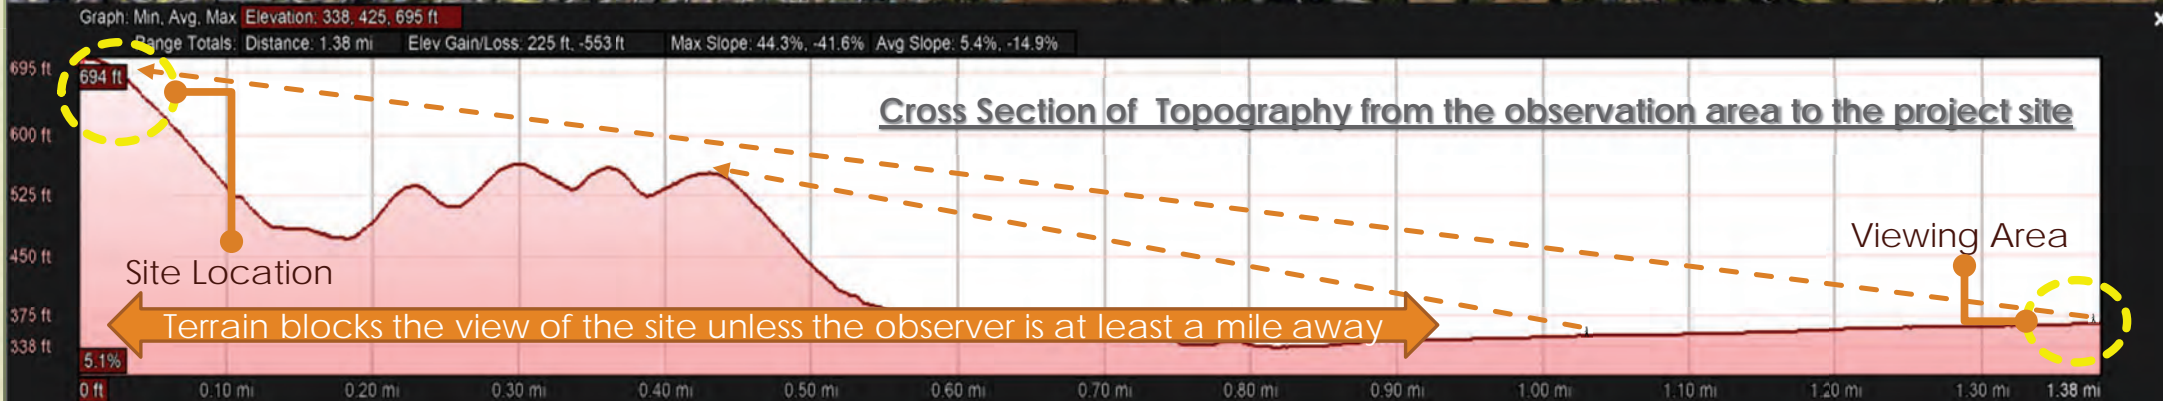 Graph: Min, Avg, Max Elevation: 338, 425, 695 ft
x
Range Totals: Distance: 1.38 mi Elev Gain/Loss: 225 ft, -553 ft Max Slope: 44.3%, -41.6% Avg Slope: 5.4%, -14.9%
695 ft
694 ft
Cross Section of Topography from the observation area to the project site
600 ft
525 ft
450 ft
Viewing Area
Site Location
375 ft
Terrain blocks the view of the site unless the observer is at least a mile away
338 ft
5.1%
0 ft 0.10 mi 0.20 mi 0.30 mi 0.40 mi 0.50 mi 0.60 mi 0.70 mi 0.80 mi 0.90 mi 1.00 mi 1.10 mi 1.20 mi 1.30 mi 1.38 mi